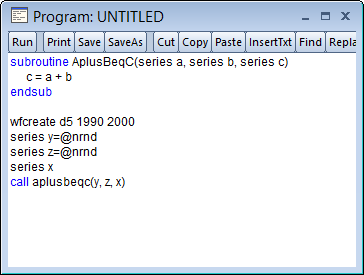 Program: UNTITLED
Run Print Save SaveAs Cut Copy Paste InsertTxt Find Repla
subroutine AplusBeqC(series a, series b, series c)
c = a + b
endsub
wfcreate d5 1990 2000
series y=@nrnd
series z=@nrnd
series x
call aplusbeqc(y, z, x)